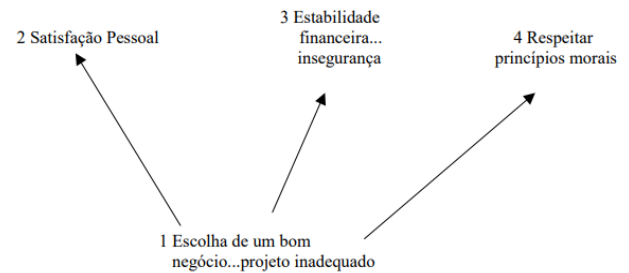 3 Estabilidade
financeira...
insegurança
2 Satisfação Pessoal
4 Respeitar
princípios morais
1 Escolha de um bom
negócio...projeto inadequado